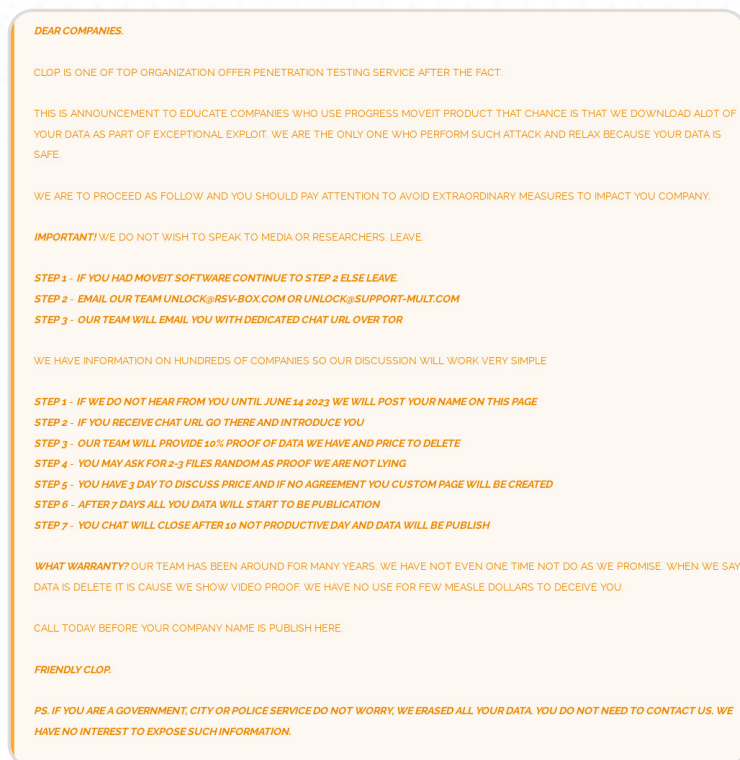 DEAR COMPANIES.
CLOP IS ONE OF TOP ORGANIZATION OFFER PENETRATION TESTING SERVICE AFTER THE FACT.
THIS IS ANNOUNCEMENT TO EDUCATE COMPANIES WHO USE PROGRESS MOVEIT PRODUCT THAT CHANCE IS THAT WE DOWNLOAD ALOT OF
YOUR DATA AS PART OF EXCEPTIONAL EXPLOIT. WE ARE THE ONLY ONE WHO PERFORM SUCH ATTACK AND RELAX BECAUSE YOUR DATA IS
SAFE.
WE ARE TO PROCEED AS FOLLOW AND YOU SHOULD PAY ATTENTION TO AVOID EXTRAORDINARY MEASURES TO IMPACT YOU COMPANY.
IMPORTANT! WE DO NOT WISH TO SPEAK TO MEDIA OR RESEARCHERS. LEAVE.
STEP 1 - IF YOU HAD MOVEIT SOFTWARE CONTINUE TO STEP 2 ELSE LEAVE.
STEP 2 - EMAIL OUR TEAM UNLOCK@RSV-BOX.COM OR UNLOCK@SUPPORT-MULT.COM
STEP 3 - OUR TEAM WILL EMAIL YOU WITH DEDICATED CHAT URL OVER TOR
WE HAVE INFORMATION ON HUNDREDS OF COMPANIES SO OUR DISCUSSION WILL WORK VERY SIMPLE
STEP 1 - IF WE DO NOT HEAR FROM YOU UNTIL JUNE 14 2023 WE WILL POST YOUR NAME ON THIS PAGE
STEP 2 - IF YOU RECEIVE CHAT URL GO THERE AND INTRODUCE YOU
STEP 3 - OUR TEAM WILL PROVIDE 10% PROOF OF DATA WE HAVE AND PRICE TO DELETE
STEP 4 - YOU MAY ASK FOR 2-3 FILES RANDOM AS PROOF WE ARE NOT LYING
STEP 5 - YOU HAVE 3 DAY TO DISCUSS PRICE AND IF NO AGREEMENT YOU CUSTOM PAGE WILL BE CREATED
STEP 6 - AFTER 7 DAYS ALL YOU DATA WILL START TO BE PUBLICATION
STEP 7 - YOU CHAT WILL CLOSE AFTER 10 NOT PRODUCTIVE DAY AND DATA WILL BE PUBLISH
WHAT WARRANTY? OUR TEAM HAS BEEN AROUND FOR MANY YEARS. WE HAVE NOT EVEN ONE TIME NOT DO AS WE PROMISE. WHEN WE SAY
DATA IS DELETE IT IS CAUSE WE SHOW VIDEO PROOF. WE HAVE NO USE FOR FEW MEASLE DOLLARS TO DECEIVE YOU.
CALL TODAY BEFORE YOUR COMPANY NAME IS PUBLISH HERE.
FRIENDLY CLOP.
PS. IF YOU ARE A GOVERNMENT, CITY OR POLICE SERVICE DO NOT WORRY, WE ERASED ALL YOUR DATA. YOU DO NOT NEED TO CONTACT US. WE
HAVE NO INTEREST TO EXPOSE SUCH INFORMATION.